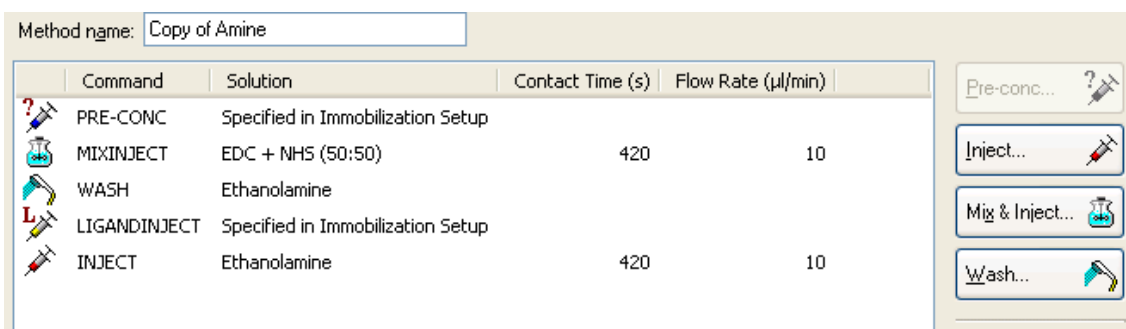 Method name: Copy of Amine
Command Solution Contact Time (s) Flow Rate (µl/min)
Pre-conc... ?
? PRE-CONC Specified in Immobilization Setup
MIXINJECT EDC + NHS (50:50) 420 10
Inject...
WASH Ethanolamine
Mix & Inject...
L LIGANDINJECT Specified in Immobilization Setup
INJECT Ethanolamine 420 10
Wash...